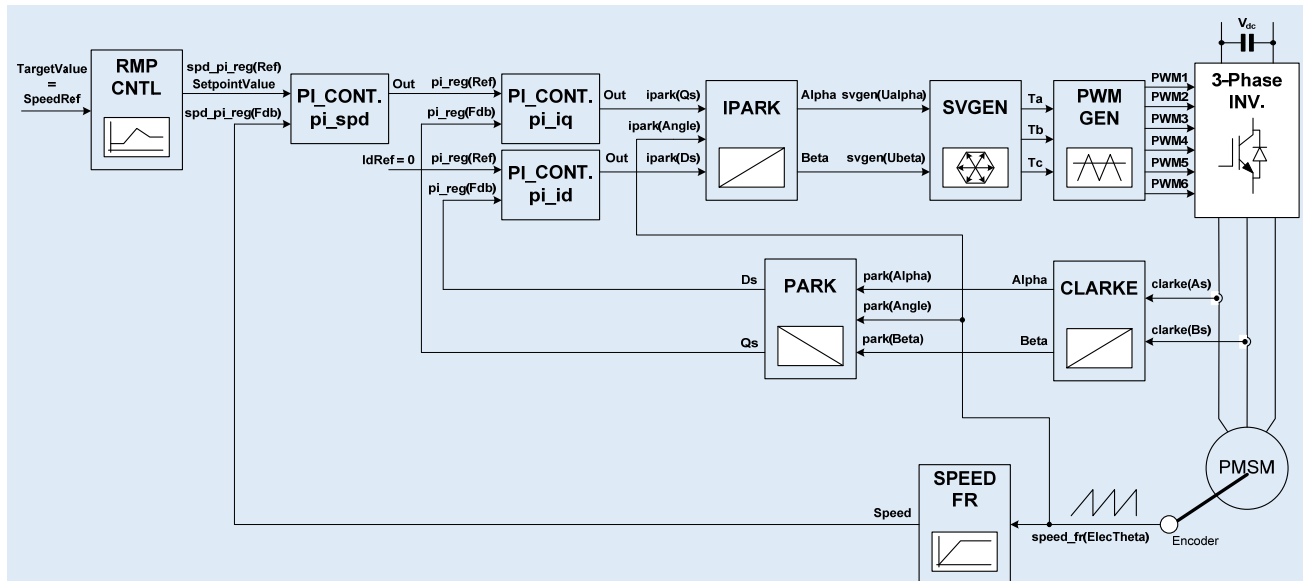 TargetValue
=
SpeedRef
RMP
CNTL
spd_pi_reg(Ref)
SetpointValue
spd_pi_reg(Fdb)
PI_CONT.
pi_spd
Out
pi_reg(Ref)
pi_reg(Fdb)
PI_CONT.
pi_iq
Out
IdRef = 0
pi_reg(Ref)
pi_reg(Fdb)
PI_CONT.
pi_id
Out
ipark(Qs)
ipark(Angle)
ipark(Ds)
IPARK
Alpha
svgen(Ualpha)
Beta
svgen(Ubeta)
SVGEN
Ta
Tb
Tc
PWM
GEN
PWM1
PWM2
PWM3
PWM4
PWM5
PWM6
Vdc
3-Phase
INV.
Ds
Qs
PARK
park(Alpha)
park(Angle)
park(Beta)
Alpha
Beta
CLARKE
clarke(As)
clarke(Bs)
PMSM
Encoder
speed_fr(ElecTheta)
SPEED
FR
Speed